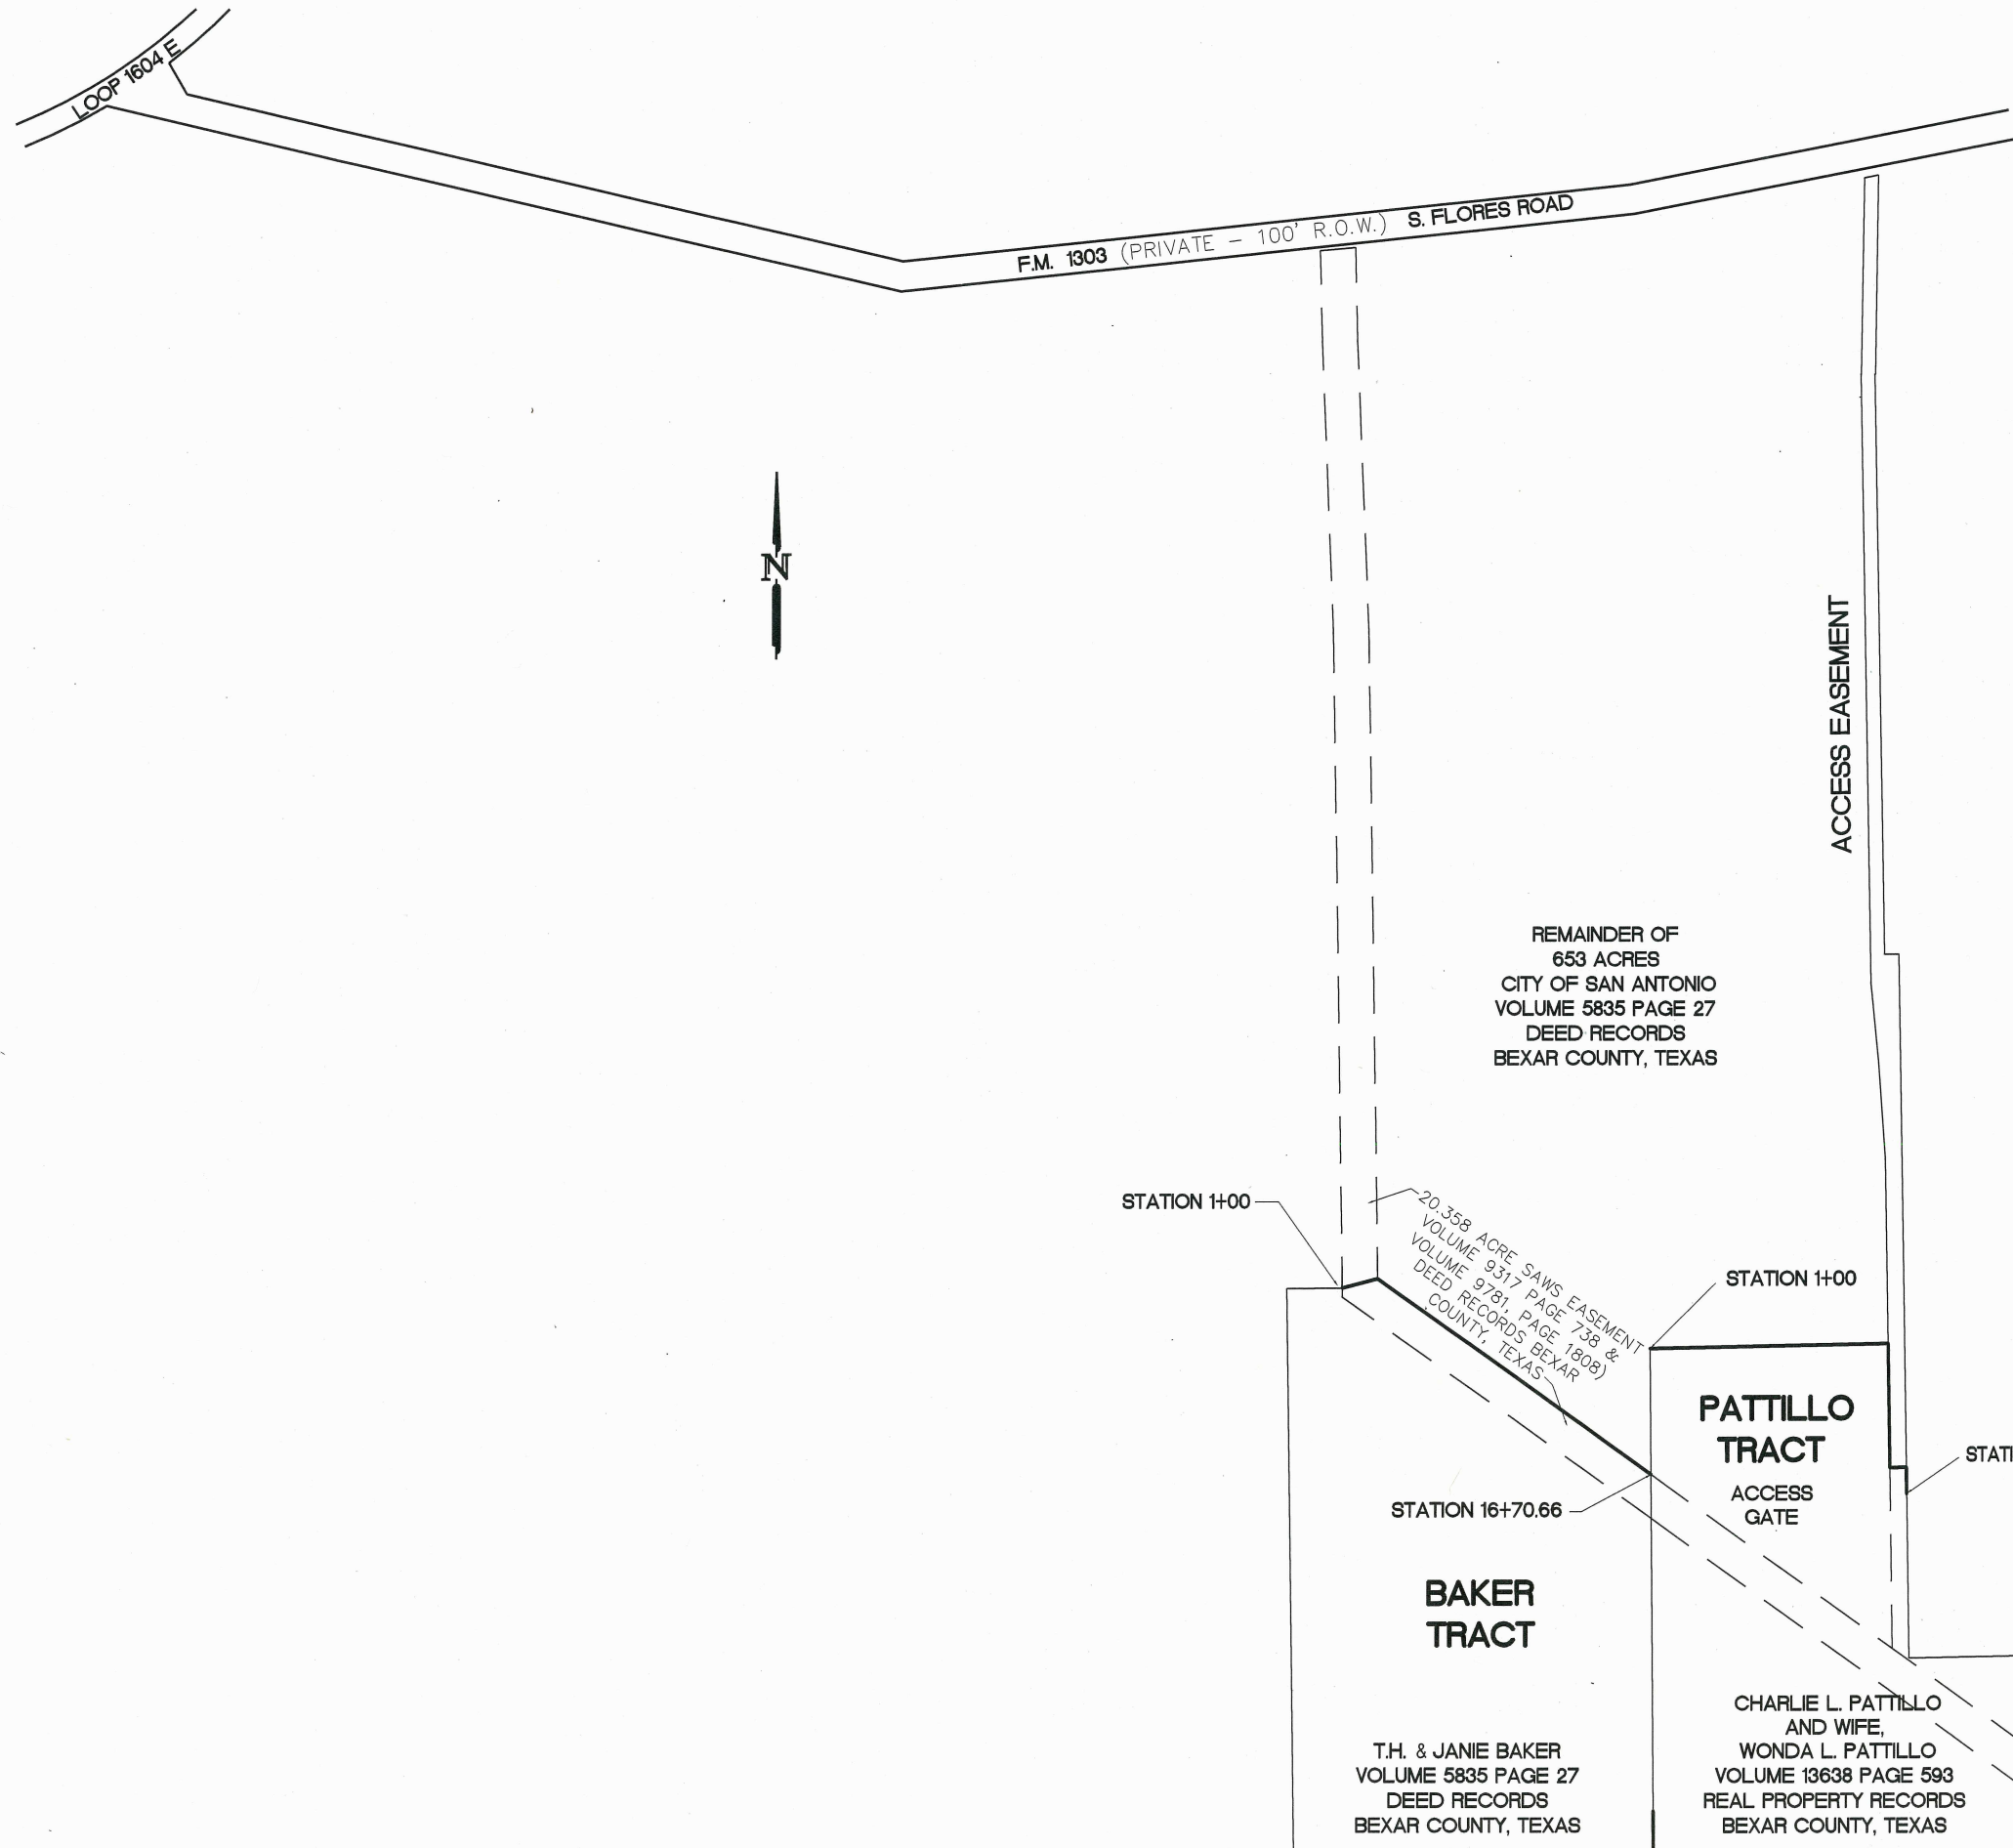 LOOP 1604 E
F.M. 1303 (PRIVATE - 100' R.O.W.) S. FLORES ROAD
N
ACCESS EASEMENT
REMAINDER OF
653 ACRES
CITY OF SAN ANTONIO
VOLUME 5835 PAGE 27
DEED RECORDS
BEXAR COUNTY, TEXAS
STATION 1+00
20.358 ACRE SAWS EASEMENT
VOLUME 9317 PAGE 738 &
VOLUME 9781, PAGE 1808)
DEED RECORDS BEXAR
COUNTY, TEXAS
STATION 1+00
PATTILLO
TRACT
ACCESS
GATE
STATI
STATION 16+70.66
BAKER
TRACT
T.H. & JANIE BAKER
VOLUME 5835 PAGE 27
DEED RECORDS
BEXAR COUNTY, TEXAS
CHARLIE L. PATTILLO
AND WIFE,
WONDA L. PATTILLO
VOLUME 13638 PAGE 593
REAL PROPERTY RECORDS
BEXAR COUNTY, TEXAS